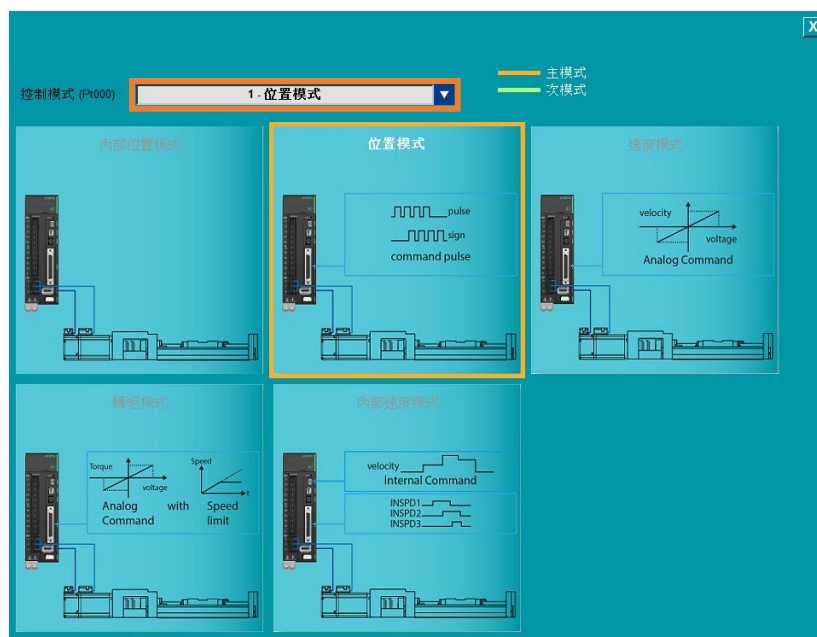 X
主模式
次模式
控制模式 (Pt000) :
1 - 位置模式
內部位置模式
位置模式
pulse
sign
command pulse
速度模式
velocity
voltage
Analog Command
轉矩模式
Torque
voltage
Speed
t
Analog Command with Speed limit
內部速度模式
velocity
Internal Command
INSPD1
INSPD2
INSPD3